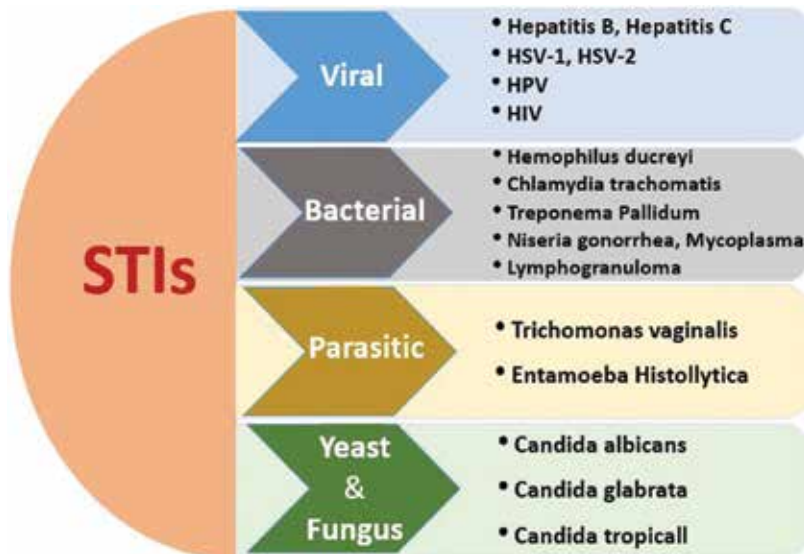 STIs
Viral
• Hepatitis B, Hepatitis C
• HSV-1, HSV-2
• HPV
• HIV
Bacterial
• Hemophilus ducreyi
• Chlamydia trachomatis
• Treponema Pallidum
• Niseria gonorrhea, Mycoplasma
• Lymphogranuloma
Parasitic
• Trichomonas vaginalis
• Entamoeba Histollytica
Yeast
&
Fungus
• Candida albicans
• Candida glabrata
• Candida tropicall